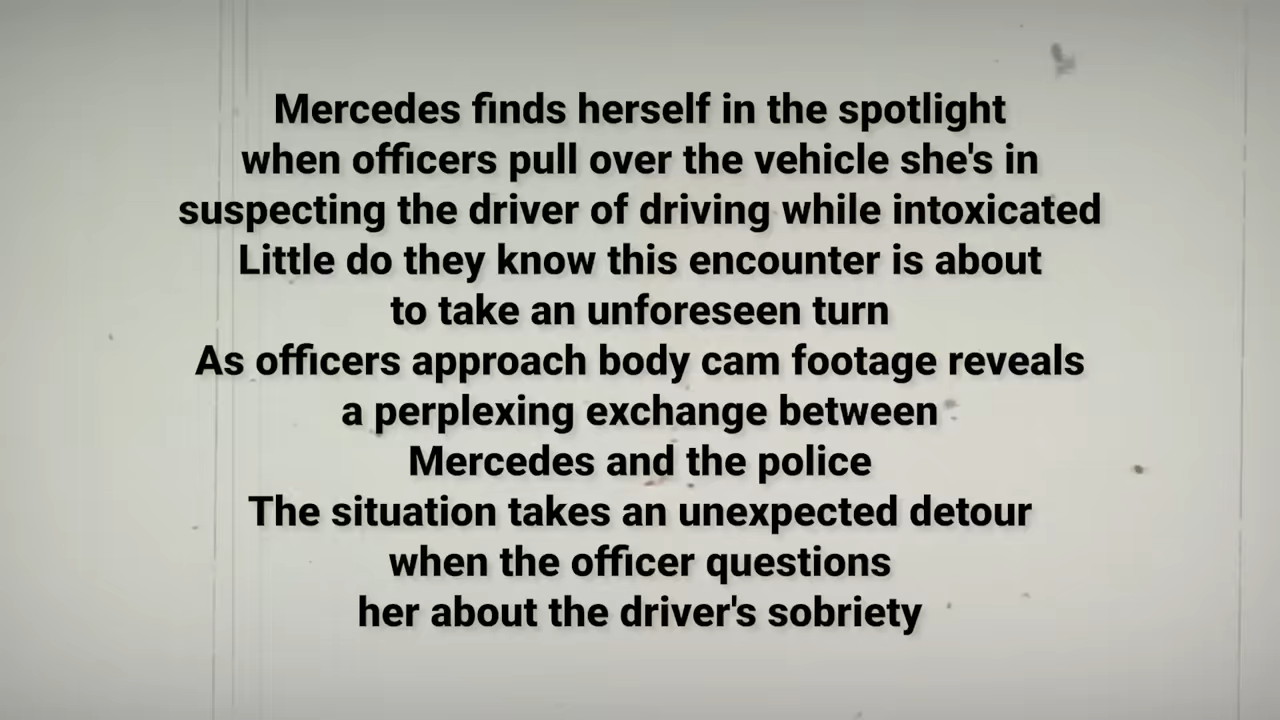 Mercedes finds herself in the spotlight
when officers pull over the vehicle she's in
suspecting the driver of driving while intoxicated
Little do they know this encounter is about
to take an unforeseen turn
As officers approach body cam footage reveals
a perplexing exchange between
Mercedes and the police
The situation takes an unexpected detour
when the officer questions
her about the driver's sobriety